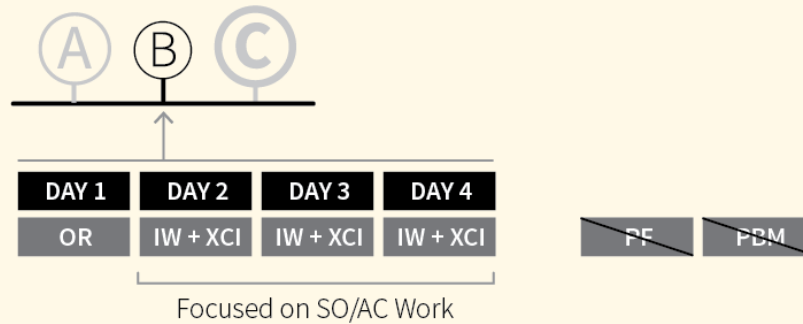 A B C
DAY 1 DAY 2 DAY 3 DAY 4
OR IW + XCI IW + XCI IW + XCI PF PBM
Focused on SO/AC Work